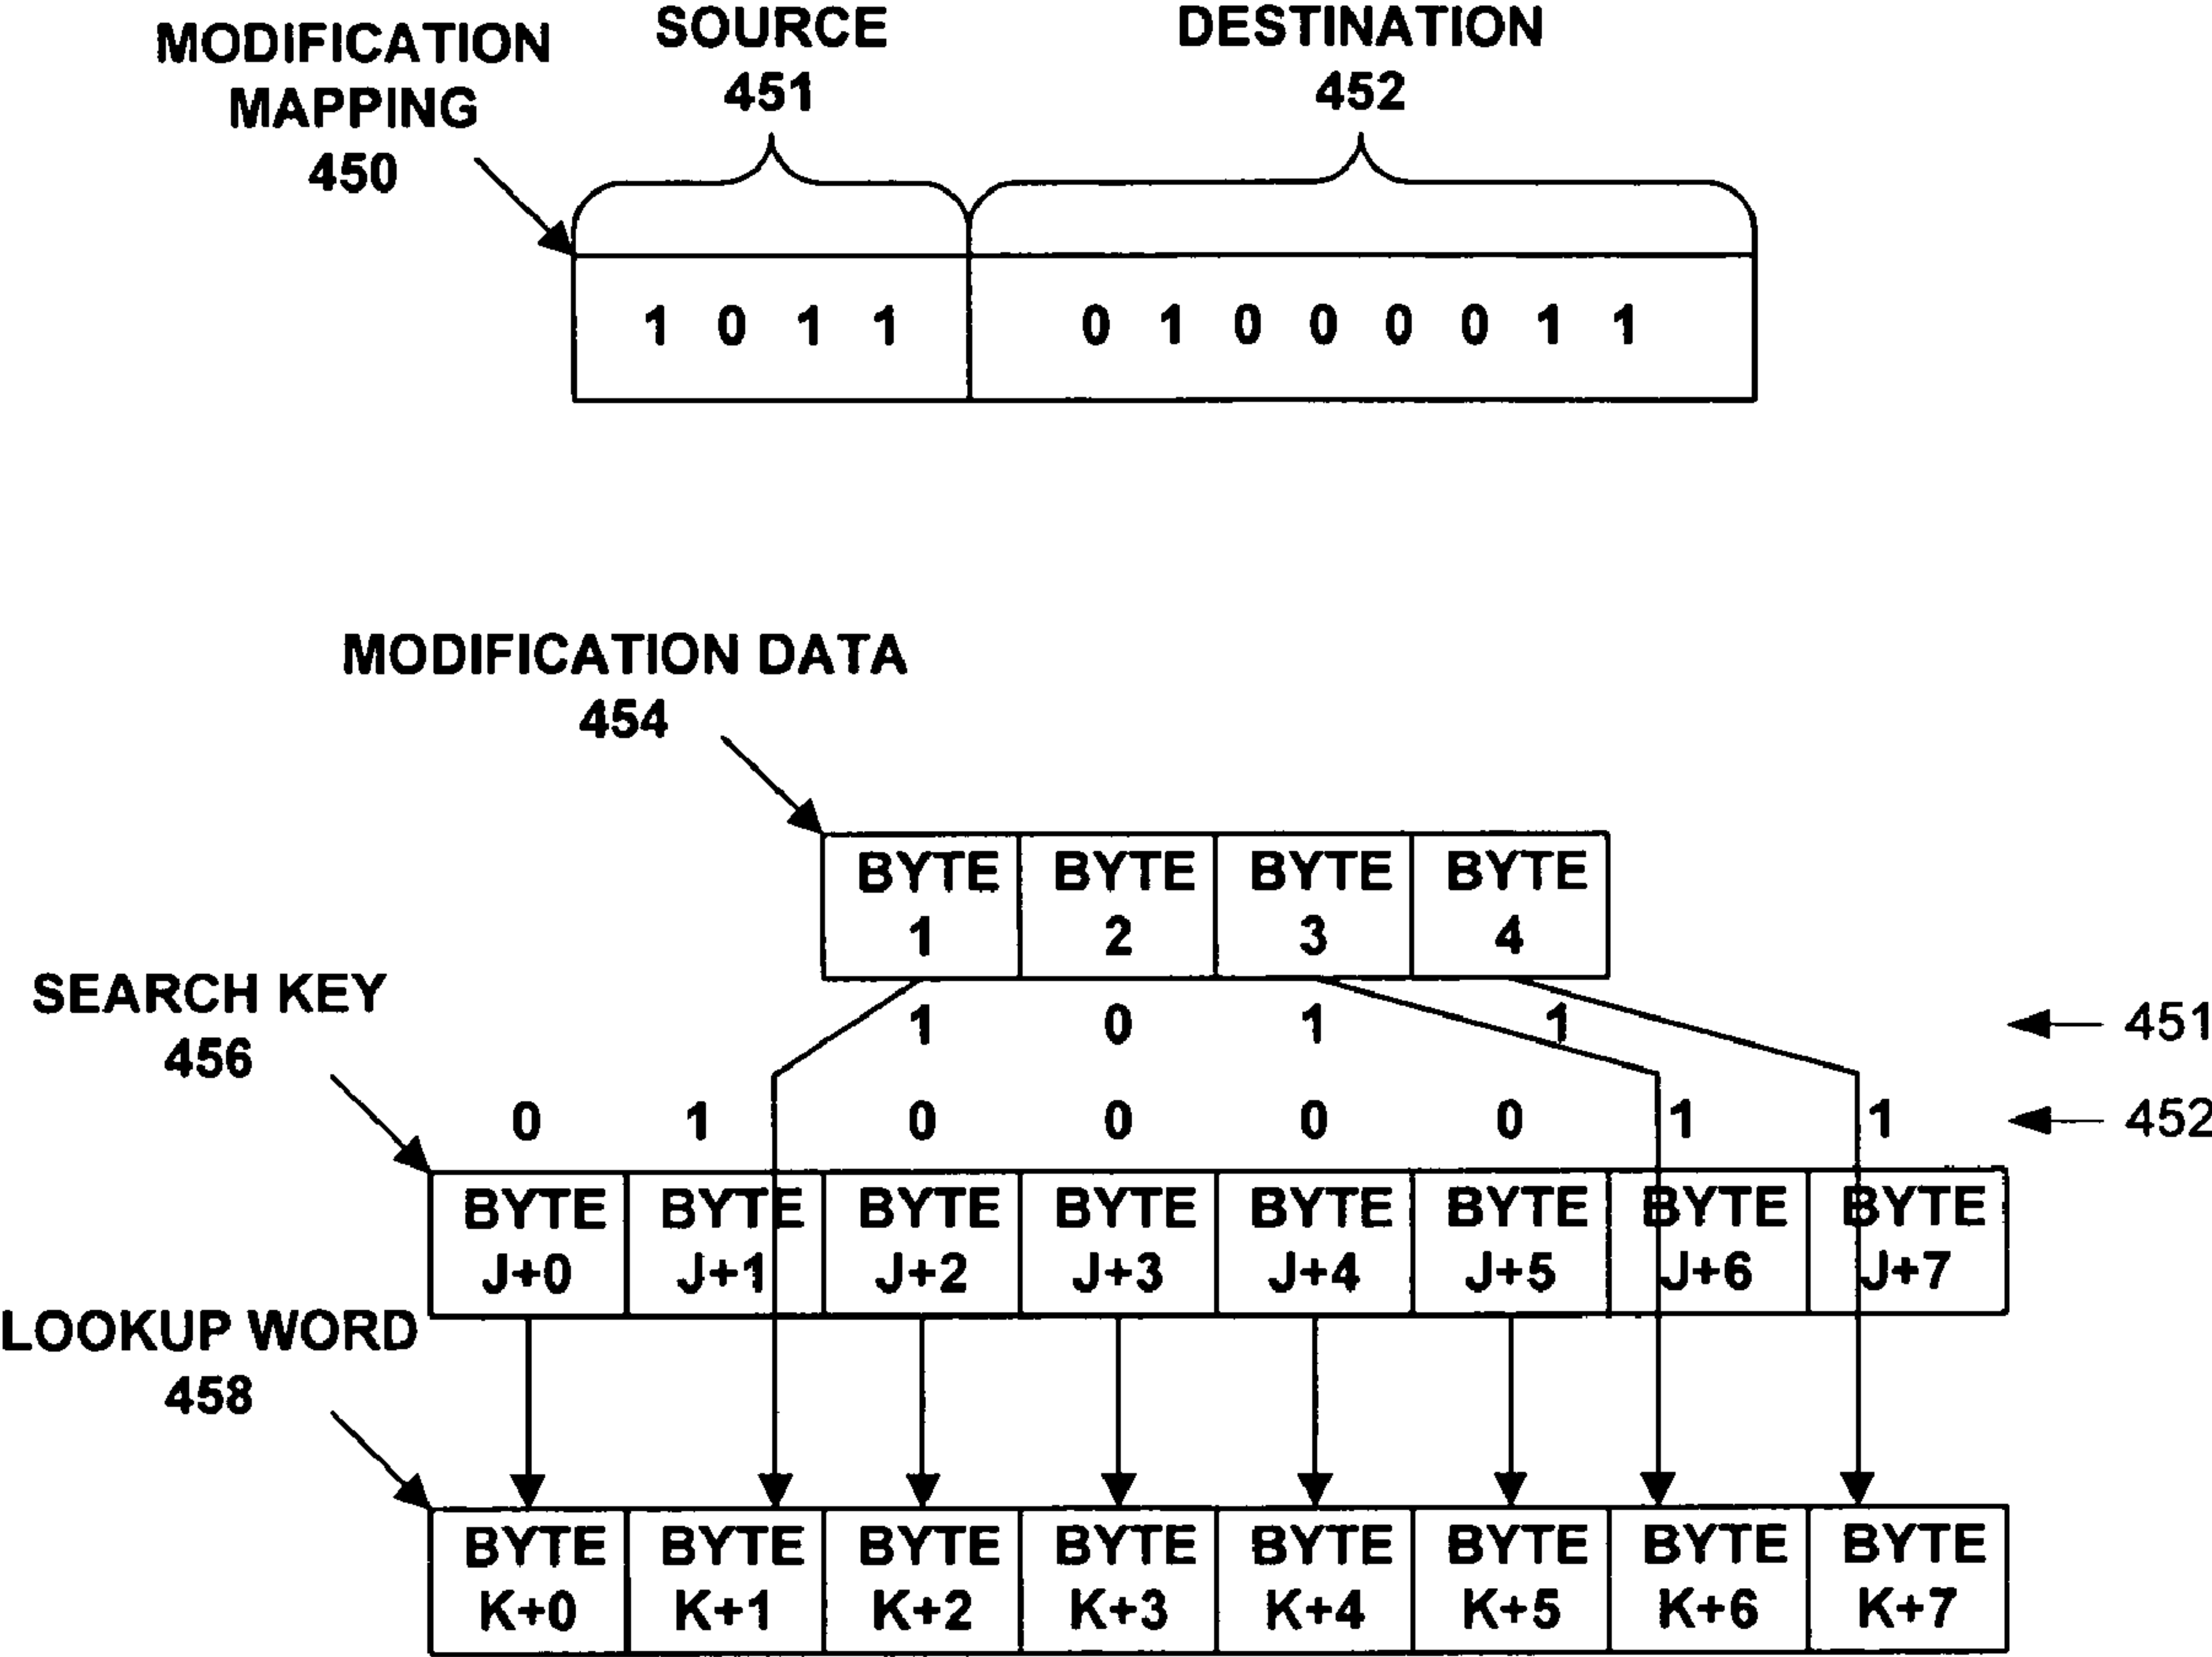 MODIFICATION MAPPING 450
SOURCE 451
DESTINATION 452
1 0 1 1 0 1 0 0 0 0 1 1
MODIFICATION DATA 454
BYTE 1 BYTE 2 BYTE 3 BYTE 4
1 0 1 1 451
SEARCH KEY 456
0 1 0 0 0 0 1 1 452
BYTE J+0 BYTE J+1 BYTE J+2 BYTE J+3 BYTE J+4 BYTE J+5 BYTE J+6 BYTE J+7
LOOKUP WORD 458
BYTE K+0 BYTE K+1 BYTE K+2 BYTE K+3 BYTE K+4 BYTE K+5 BYTE K+6 BYTE K+7